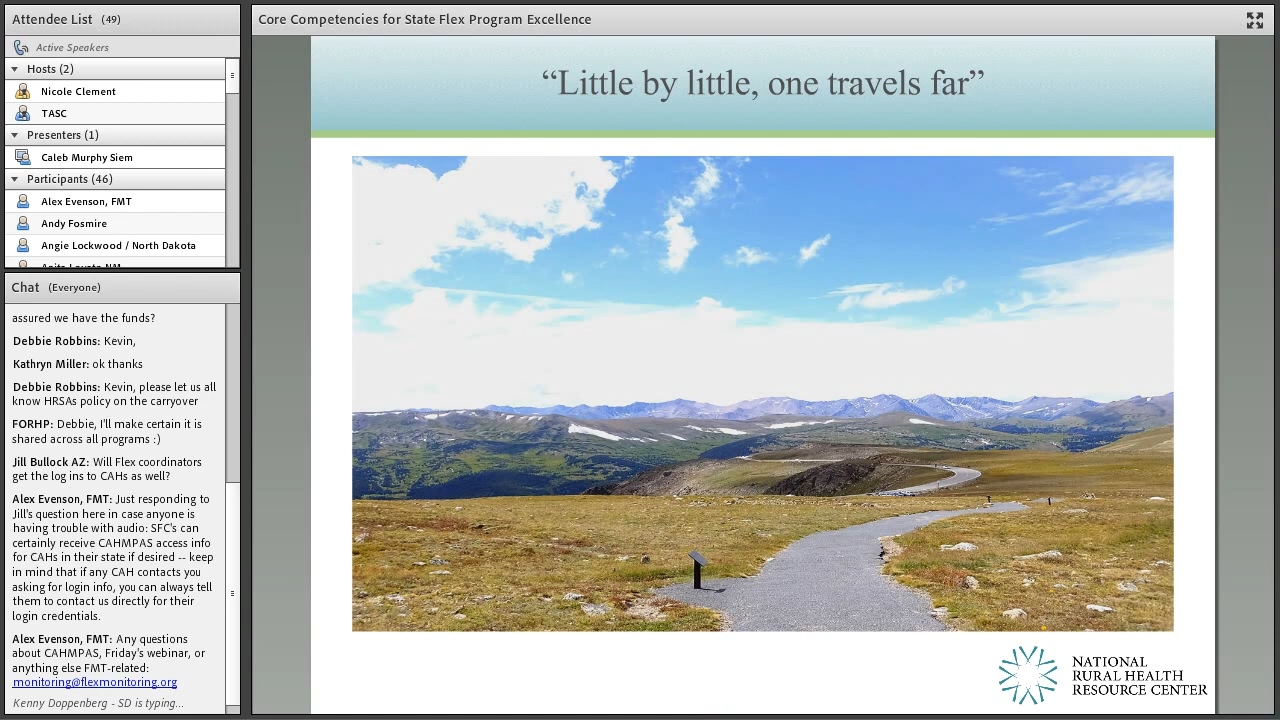 Attendee List (49)
Active Speakers
Hosts (2)
Nicole Clement
TASC
Presenters (1)
Caleb Murphy Siem
Participants (46)
Alex Evenson, FMT
Andy Fosmire
Angie Lockwood / North Dakota
Chat (Everyone)
assured we have the funds?
Debbie Robbins: Kevin,
Kathryn Miller: ok thanks
Debbie Robbins: Kevin, please let us all
know HRSAs policy on the carryover
FORHP: Debbie, I'll make certain it is
shared across all programs :)
Jill Bullock AZ: Will Flex coordinators
get the log ins to CAHs as well?
Alex Evenson, FMT: Just responding to
Jill's question here in case anyone is
having trouble with audio: SFC's can
certainly receive CAHMPAS access info
for CAHs in their state if desired -- keep
in mind that if any CAH contacts you
asking for login info, you can always tell
them to contact us directly for their
login credentials.
Alex Evenson, FMT: Any questions
about CAHMPAS, Friday's webinar, or
anything else FMT-related:
monitoring@flexmonitoring.org
Kenny Doppenberg - SD is typing...
Core Competencies for State Flex Program Excellence
“Little by little, one travels far”
NATIONAL
RURAL HEALTH
RESOURCE CENTER